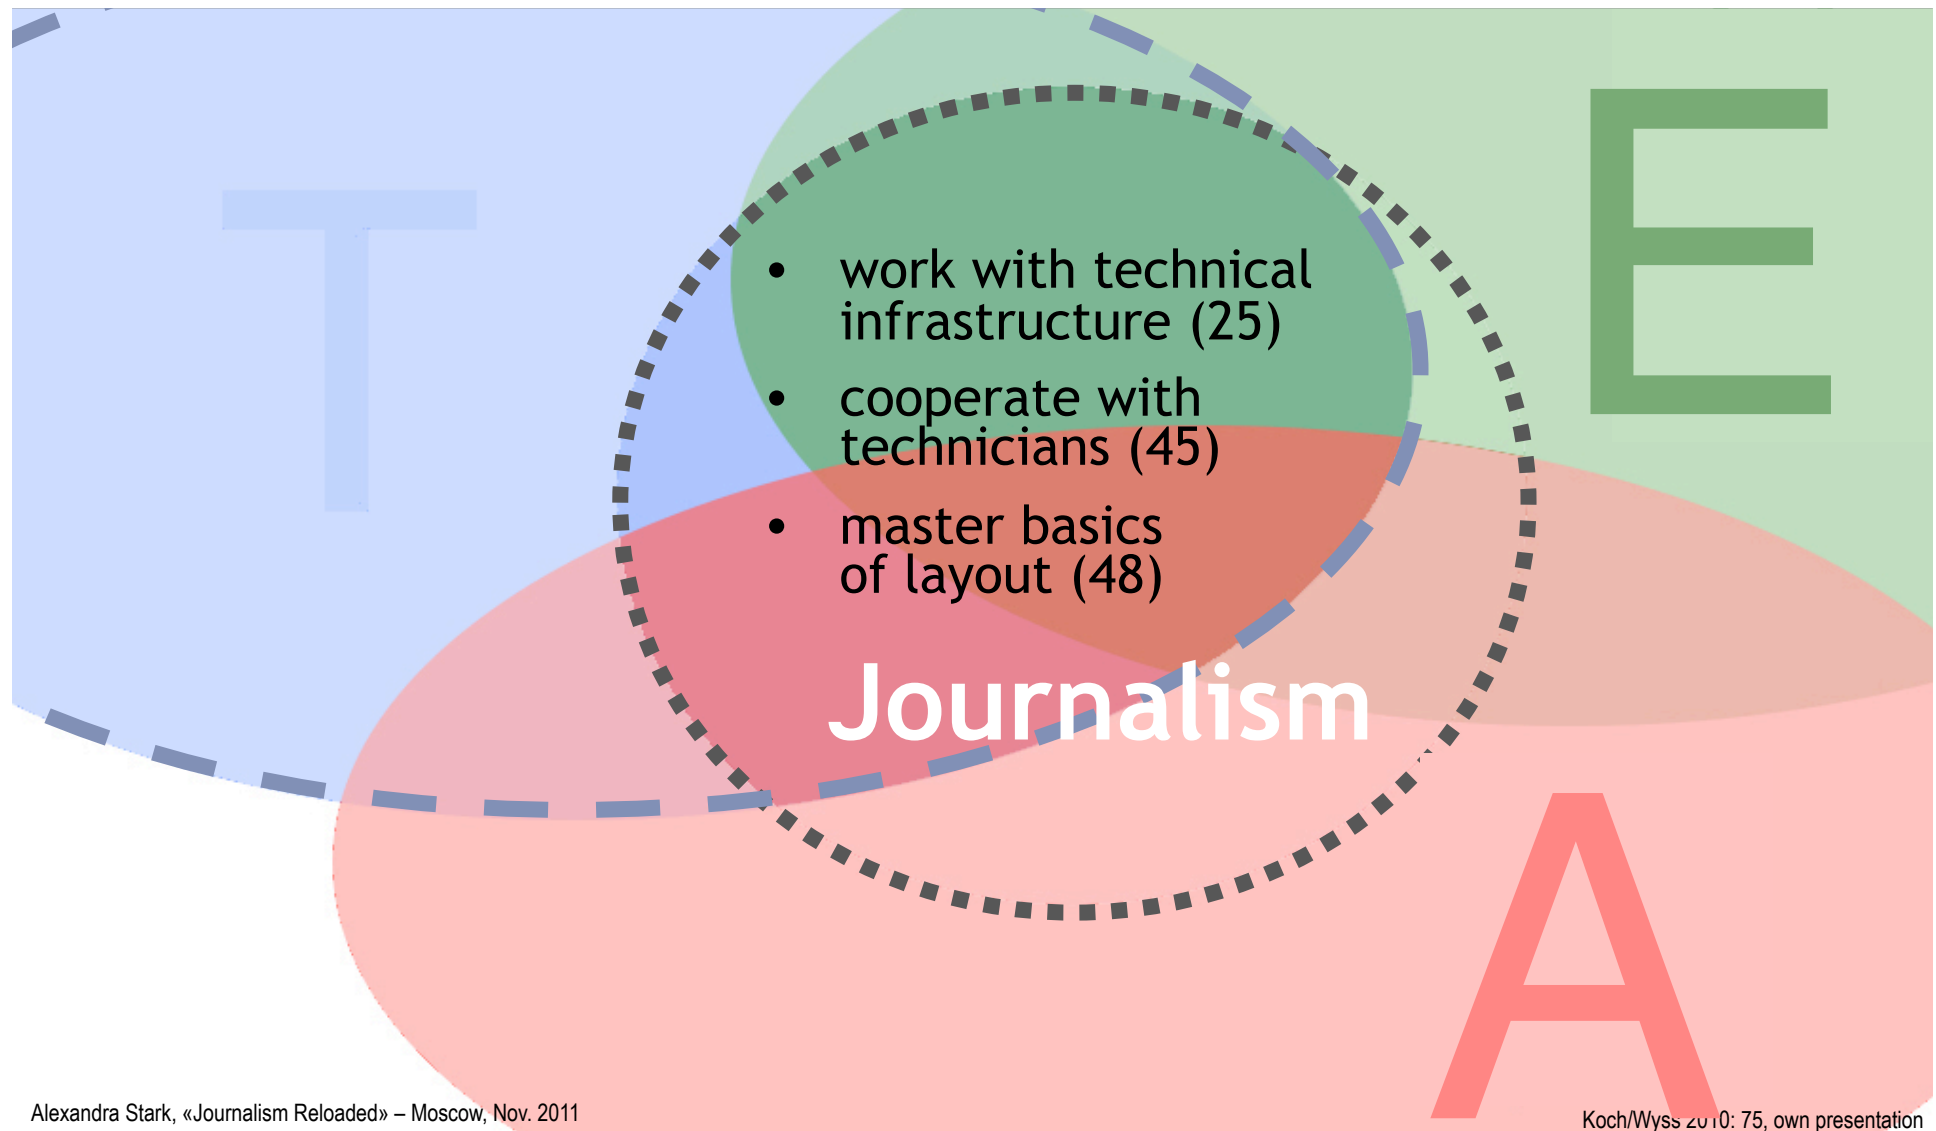 T
E
• work with technical
infrastructure (25)
• cooperate with
technicians (45)
• master basics
of layout (48)
Journalism
A
Alexandra Stark, «Journalism Reloaded» – Moscow, Nov. 2011
Koch/Wyss 2010: 75, own presentation